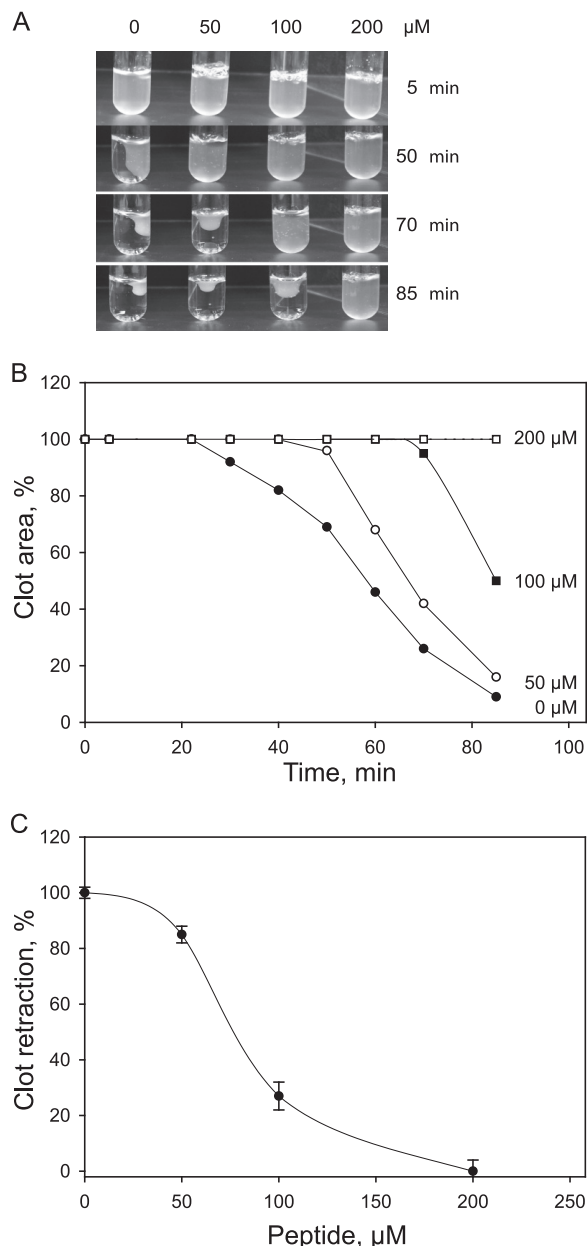 A
0 50 100 200 µM
5 min
50 min
70 min
85 min
B
120
100
80
60
40
20
0
Clot area, %
200 µM
100 µM
50 µM
0 µM
0 20 40 60 80 100
Time, min
C
120
100
80
60
40
20
0
Clot retraction, %
0 50 100 150 200 250
Peptide, µM